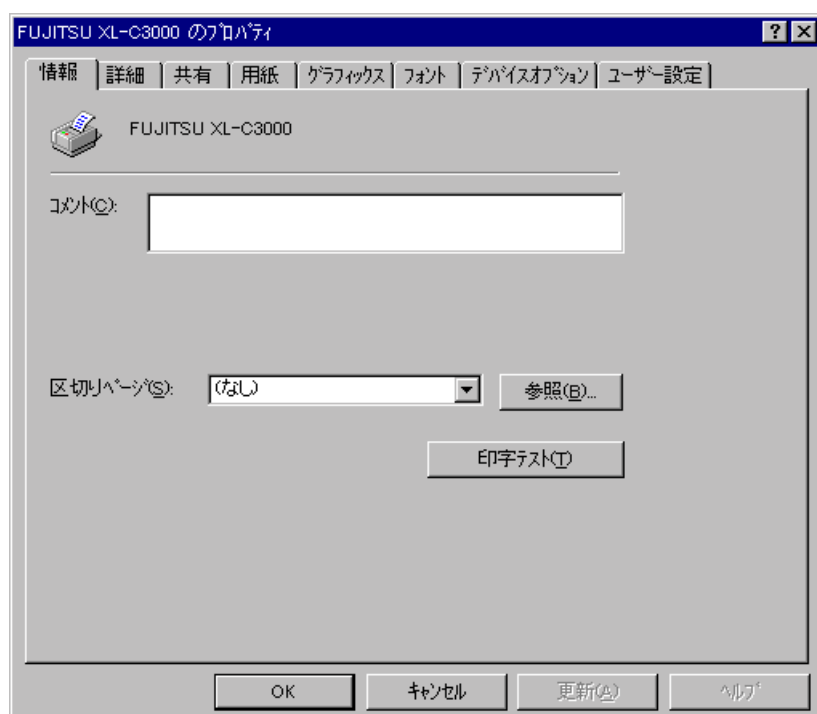 FUJITSU XL-C3000 のﾌﾟﾛﾊﾟﾃｨ
情報 詳細 共有 用紙 ｸﾞﾗﾌｨｯｸｽ ﾌｫﾝﾄ ﾃﾞﾊﾞｲｽｵﾌﾟｼｮﾝ ﾕｰｻﾞｰ設定
FUJITSU XL-C3000
ｺﾒﾝﾄ(C):
区切りﾍﾟｰｼﾞ(S): (なし) 参照(B)...
印字ﾃｽﾄ(T)
OK ｷｬﾝｾﾙ 更新(A) ﾍﾙﾌﾟ